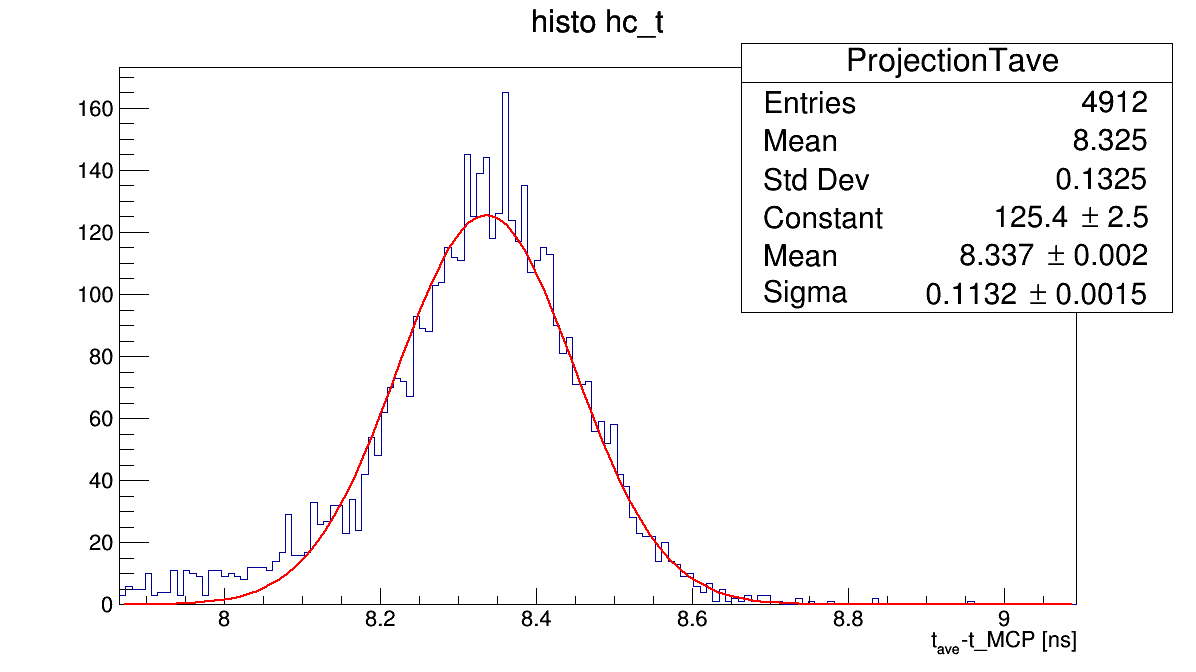 histo hc_t
ProjectionTave
Entries 4912
Mean 8.325
Std Dev 0.1325
Constant 125.4 ± 2.5
Mean 8.337 ± 0.002
Sigma 0.1132 ± 0.0015
160
140
120
100
80
60
40
20
0
8 8.2 8.4 8.6 8.8 9
t_ave-t_MCP [ns]